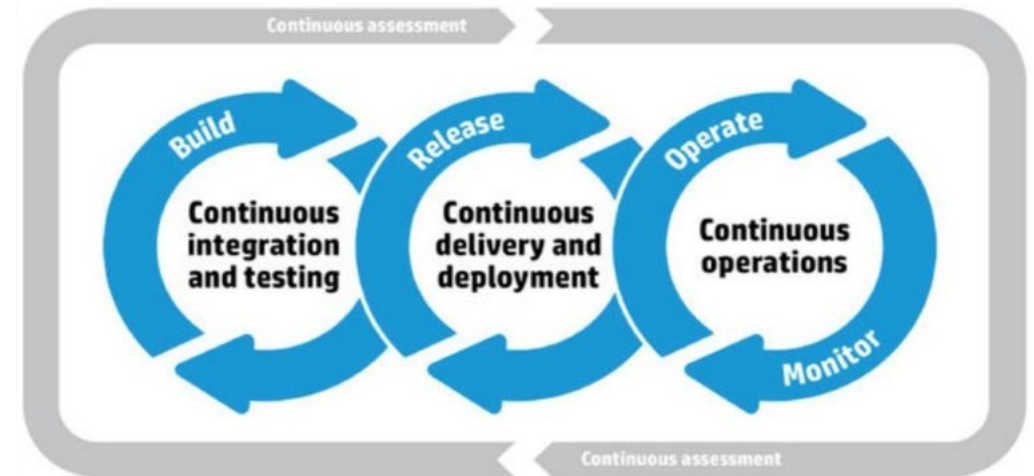 Continuous assessment
Build
Release
Operate
Continuous
integration
and testing
Continuous
delivery and
deployment
Continuous
operations
Monitor
Continuous assessment